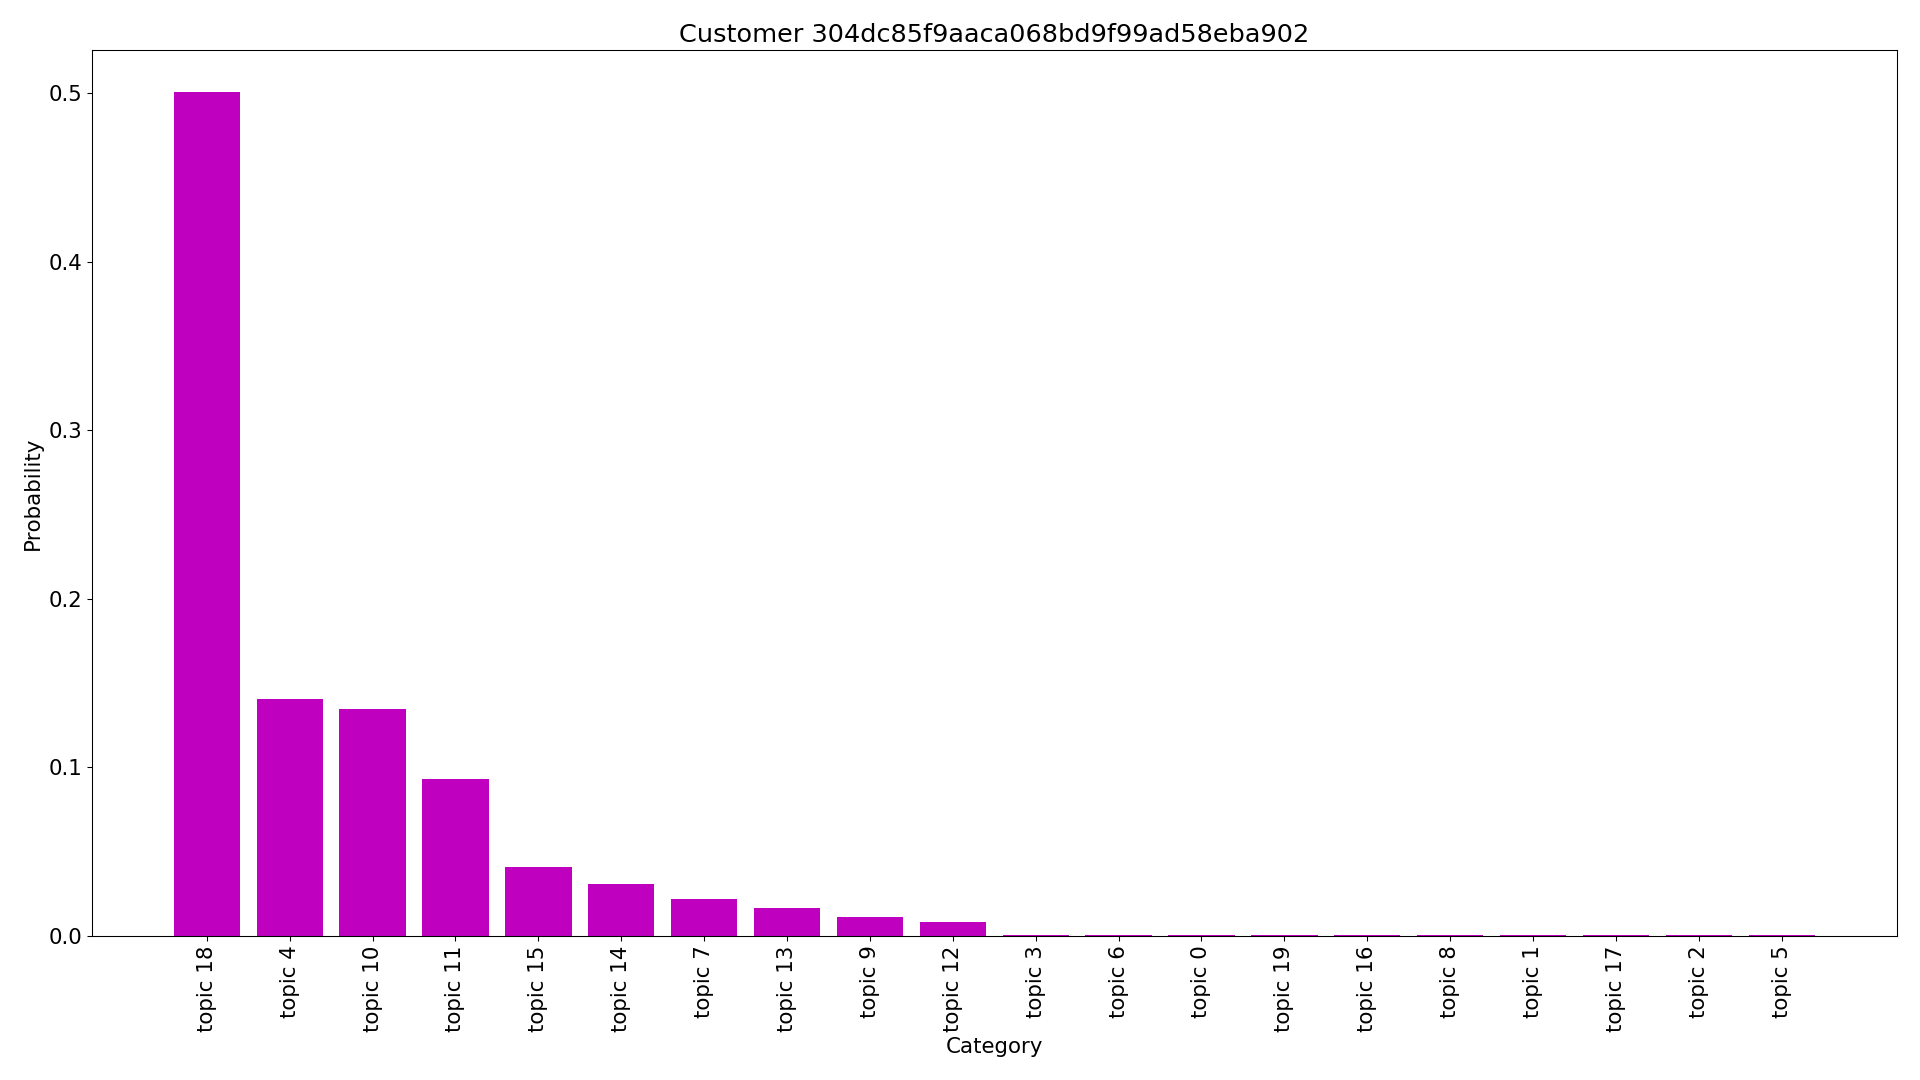 Customer 304dc85f9aaca068bd9f99ad58eba902
0.5
0.4
0.3
0.2
0.1
0.0
Probability
topic 18
topic 4
topic 10
topic 11
topic 15
topic 14
topic 7
topic 13
topic 9
topic 12
topic 3
topic 6
topic 0
topic 19
topic 16
topic 8
topic 1
topic 17
topic 2
topic 5
Category